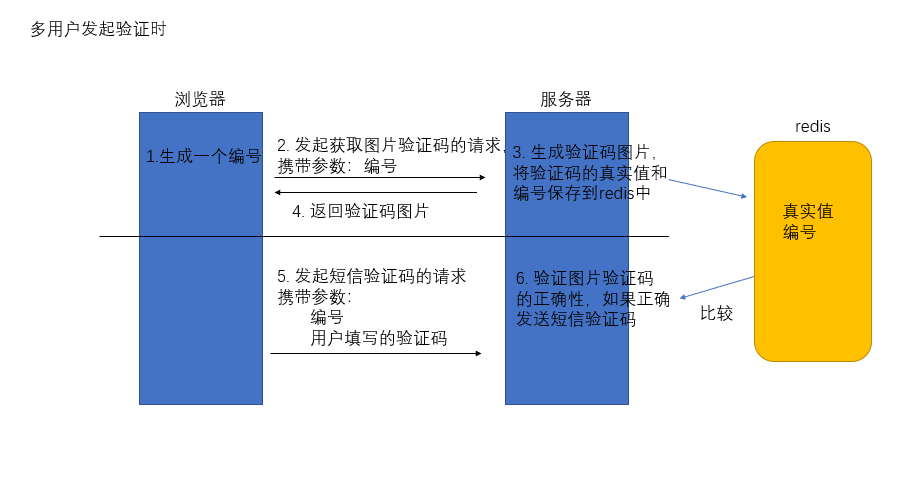 多用户发起验证时
浏览器
服务器
redis
1.生成一个编号
2. 发起获取图片验证码的请求,
携带参数：编号
3. 生成验证码图片，
将验证码的真实值和
编号保存到redis中
4. 返回验证码图片
真实值
编号
5. 发起短信验证码的请求
携带参数：
编号
用户填写的验证码
6. 验证图片验证码
的正确性，如果正确
发送短信验证码
比较